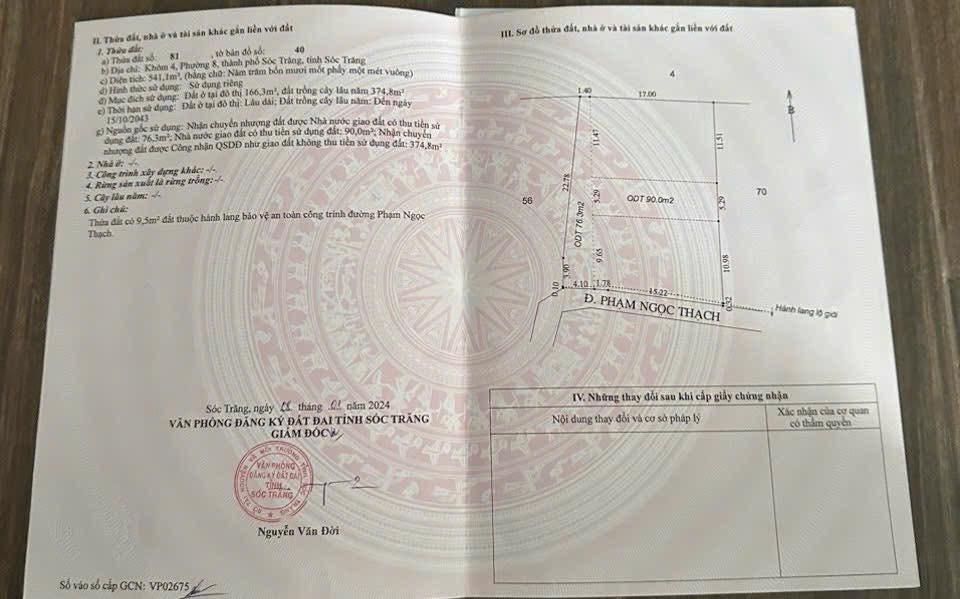 II. Thửa đất, nhà ở và tài sản khác gắn liền với đất
1. Thửa đất:
a) Thửa đất số: 81 , tờ bản đồ số: 40
b) Địa chỉ: Khóm 4, Phường 8, thành phố Sóc Trăng, tỉnh Sóc Trăng
c) Diện tích: 541,1m², (bằng chữ: Năm trăm bốn mươi mốt phẩy một mét vuông)
d) Hình thức sử dụng: Sử dụng riêng
đ) Mục đích sử dụng: Đất ở tại đô thị 166,3m², đất trồng cây lâu năm 374,8m²
e) Thời hạn sử dụng: Đất ở tại đô thị: Lâu dài; Đất trồng cây lâu năm: Đến ngày
15/10/2043
g) Nguồn gốc sử dụng: Nhận chuyển nhượng đất được Nhà nước giao đất có thu tiền sử
dụng đất: 76,3m²; Nhà nước giao đất có thu tiền sử dụng đất: 90,0m²; Nhận chuyển
nhượng đất được Công nhận QSDĐ như giao đất không thu tiền sử dụng đất: 374,8m²
2. Nhà ở: -/-
3. Công trình xây dựng khác: -/-
4. Rừng sản xuất là rừng trồng: -/-
5. Cây lâu năm: -/-
6. Ghi chú:
Thửa đất có 9,5m² đất thuộc hành lang bảo vệ an toàn công trình đường Phạm Ngọc
Thạch.
Sóc Trăng, ngày tháng 01 năm 2024
VĂN PHÒNG ĐĂNG KÝ ĐẤT ĐAI TỈNH SÓC TRĂNG
GIÁM ĐỐC
VĂN PHÒNG
ĐĂNG KÝ ĐẤT ĐAI
TỈNH
SÓC TRĂNG
Nguyễn Văn Đời
Số vào sổ cấp GCN: VP02675
III. Sơ đồ thửa đất, nhà ở và tài sản khác gắn liền với đất
4
1.40
17.00
B
11.47
11.51
22.78
56
70
5.29
ODT 90.0m2
5.29
ODT 76.3m2
9.65
10.98
3.90
0.10
4.10
1.78
15.22
0.52
Đ. PHẠM NGỌC THẠCH
Hành lang lộ giới
IV. Những thay đổi sau khi cấp giấy chứng nhận
Nội dung thay đổi và cơ sở pháp lý
Xác nhận của cơ quan
có thẩm quyền